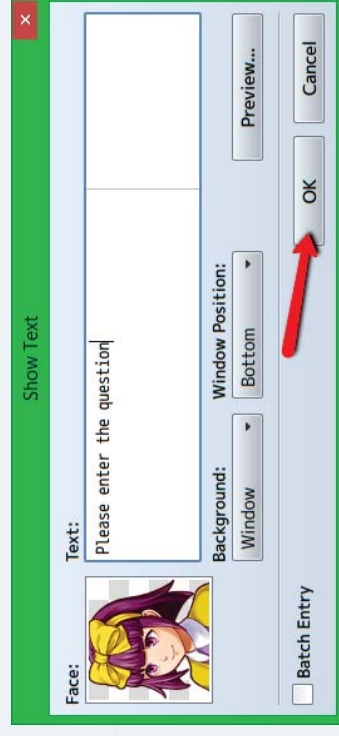 Show Text
×
Face:
Text:
Please enter the question
Background:
Window Position:
Window
Bottom
Preview...
Batch Entry
OK
Cancel